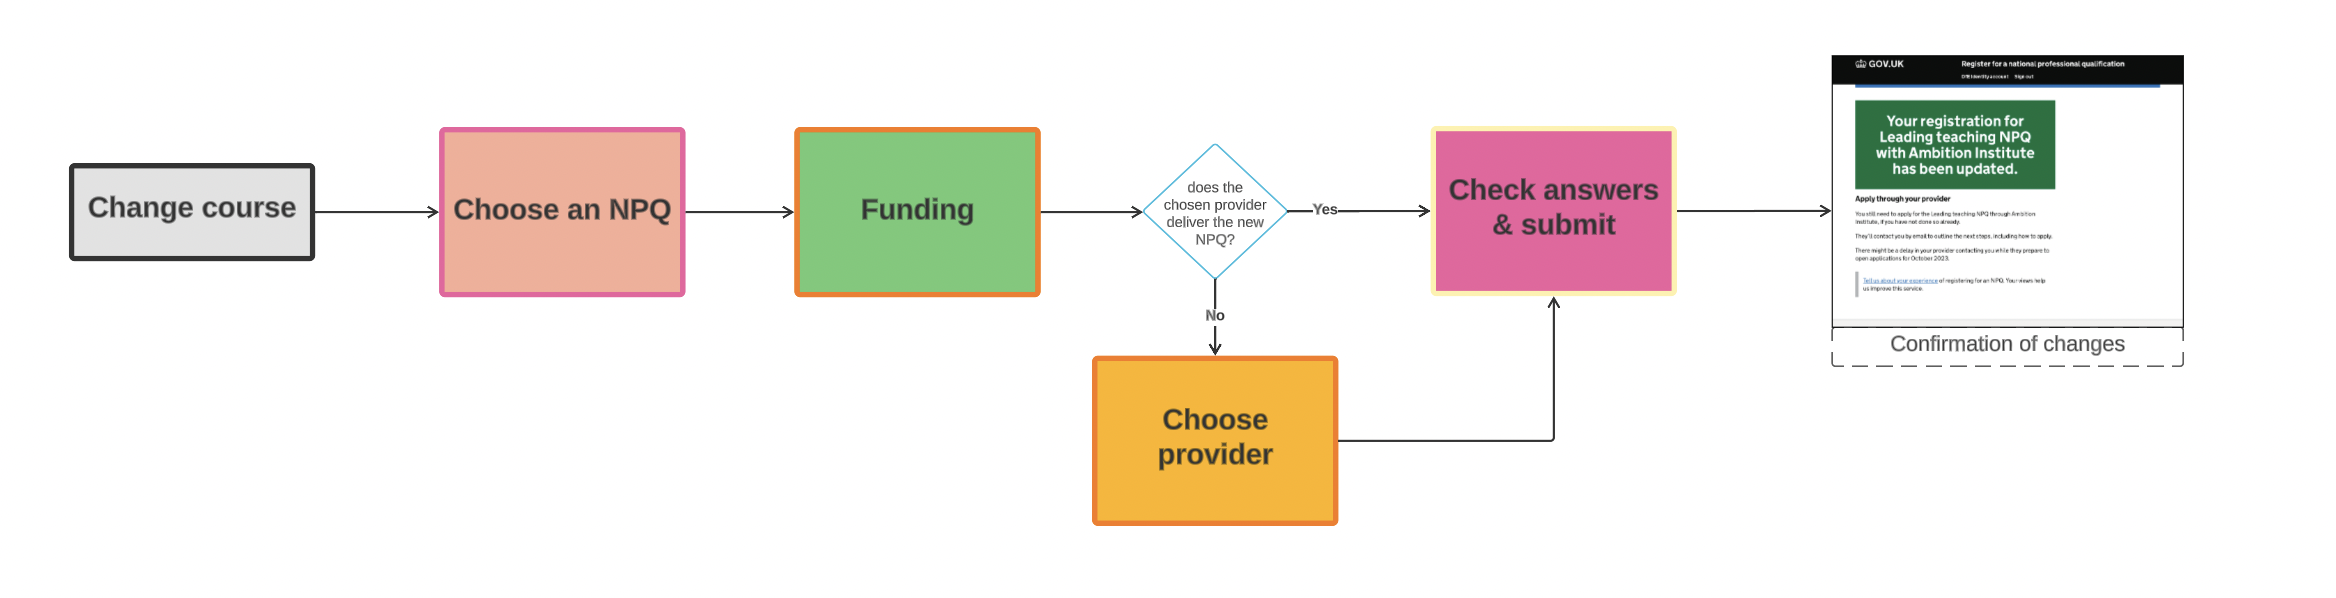 Change course
Choose an NPQ
Funding
does the
chosen provider
deliver the new
NPQ?
Yes
No
Choose
provider
Check answers
& submit
GOV.UK
Register for a national professional qualification
DfE Identity account Sign out
Your registration for
Leading teaching NPQ
with Ambition Institute
has been updated.
Apply through your provider
You still need to apply for the Leading teaching NPQ through Ambition
Institute, if you have not done so already.
They'll contact you by email to outline the next steps, including how to apply.
There might be a delay in your provider contacting you while they prepare to
open applications for October 2023.
Tell us about your experience of registering for an NPQ. Your views help
us improve this service.
Confirmation of changes